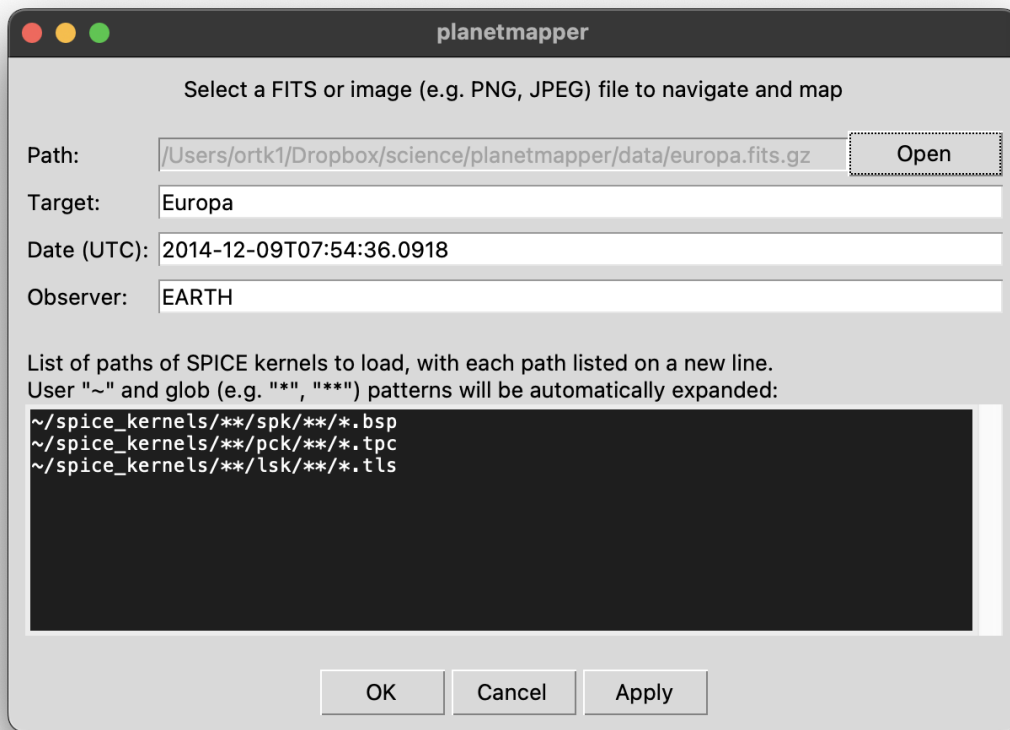 planetmapper
Select a FITS or image (e.g. PNG, JPEG) file to navigate and map
Path: /Users/ortk1/Dropbox/science/planetmapper/data/europa.fits.gz Open
Target: Europa
Date (UTC): 2014-12-09T07:54:36.0918
Observer: EARTH
List of paths of SPICE kernels to load, with each path listed on a new line.
User "~" and glob (e.g. "*", "**") patterns will be automatically expanded:
~/spice_kernels/**/spk/**/*.bsp
~/spice_kernels/**/pck/**/*.tpc
~/spice_kernels/**/lsk/**/*.tls
OK Cancel Apply